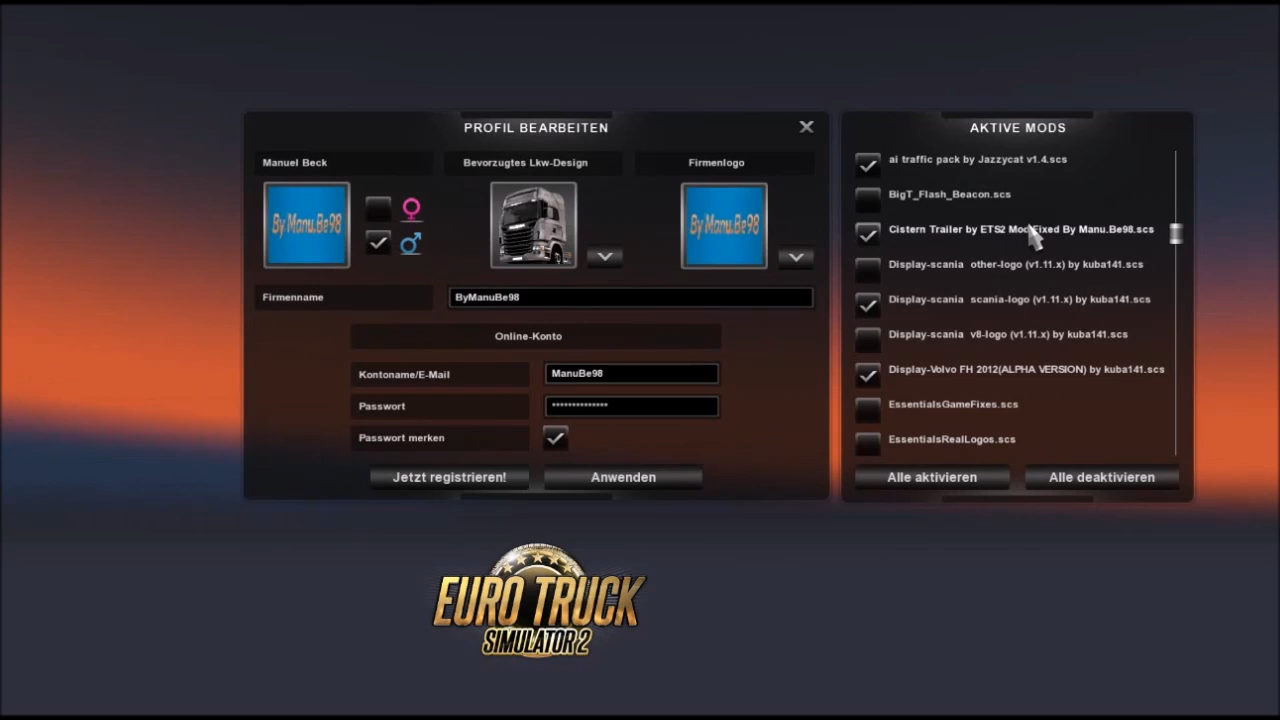 PROFIL BEARBEITEN
Manuel Beck
Bevorzugtes Lkw-Design
Firmenlogo
By Manu.Be98
By Manu.Be98
Firmenname
ByManuBe98
Online-Konto
Kontoname/E-Mail
ManuBe98
Passwort
**************
Passwort merken
Jetzt registrieren!
Anwenden
AKTIVE MODS
ai traffic pack by Jazzycat v1.4.scs
BigT_Flash_Beacon.scs
Cistern Trailer by ETS2 Mod Fixed By Manu.Be98.scs
Display-scania other-logo (v1.11.x) by kuba141.scs
Display-scania scania-logo (v1.11.x) by kuba141.scs
Display-scania v8-logo (v1.11.x) by kuba141.scs
Display-Volvo FH 2012(ALPHA VERSION) by kuba141.scs
EssentialsGameFixes.scs
EssentialsRealLogos.scs
Alle aktivieren
Alle deaktivieren
EURO TRUCK
SIMULATOR 2